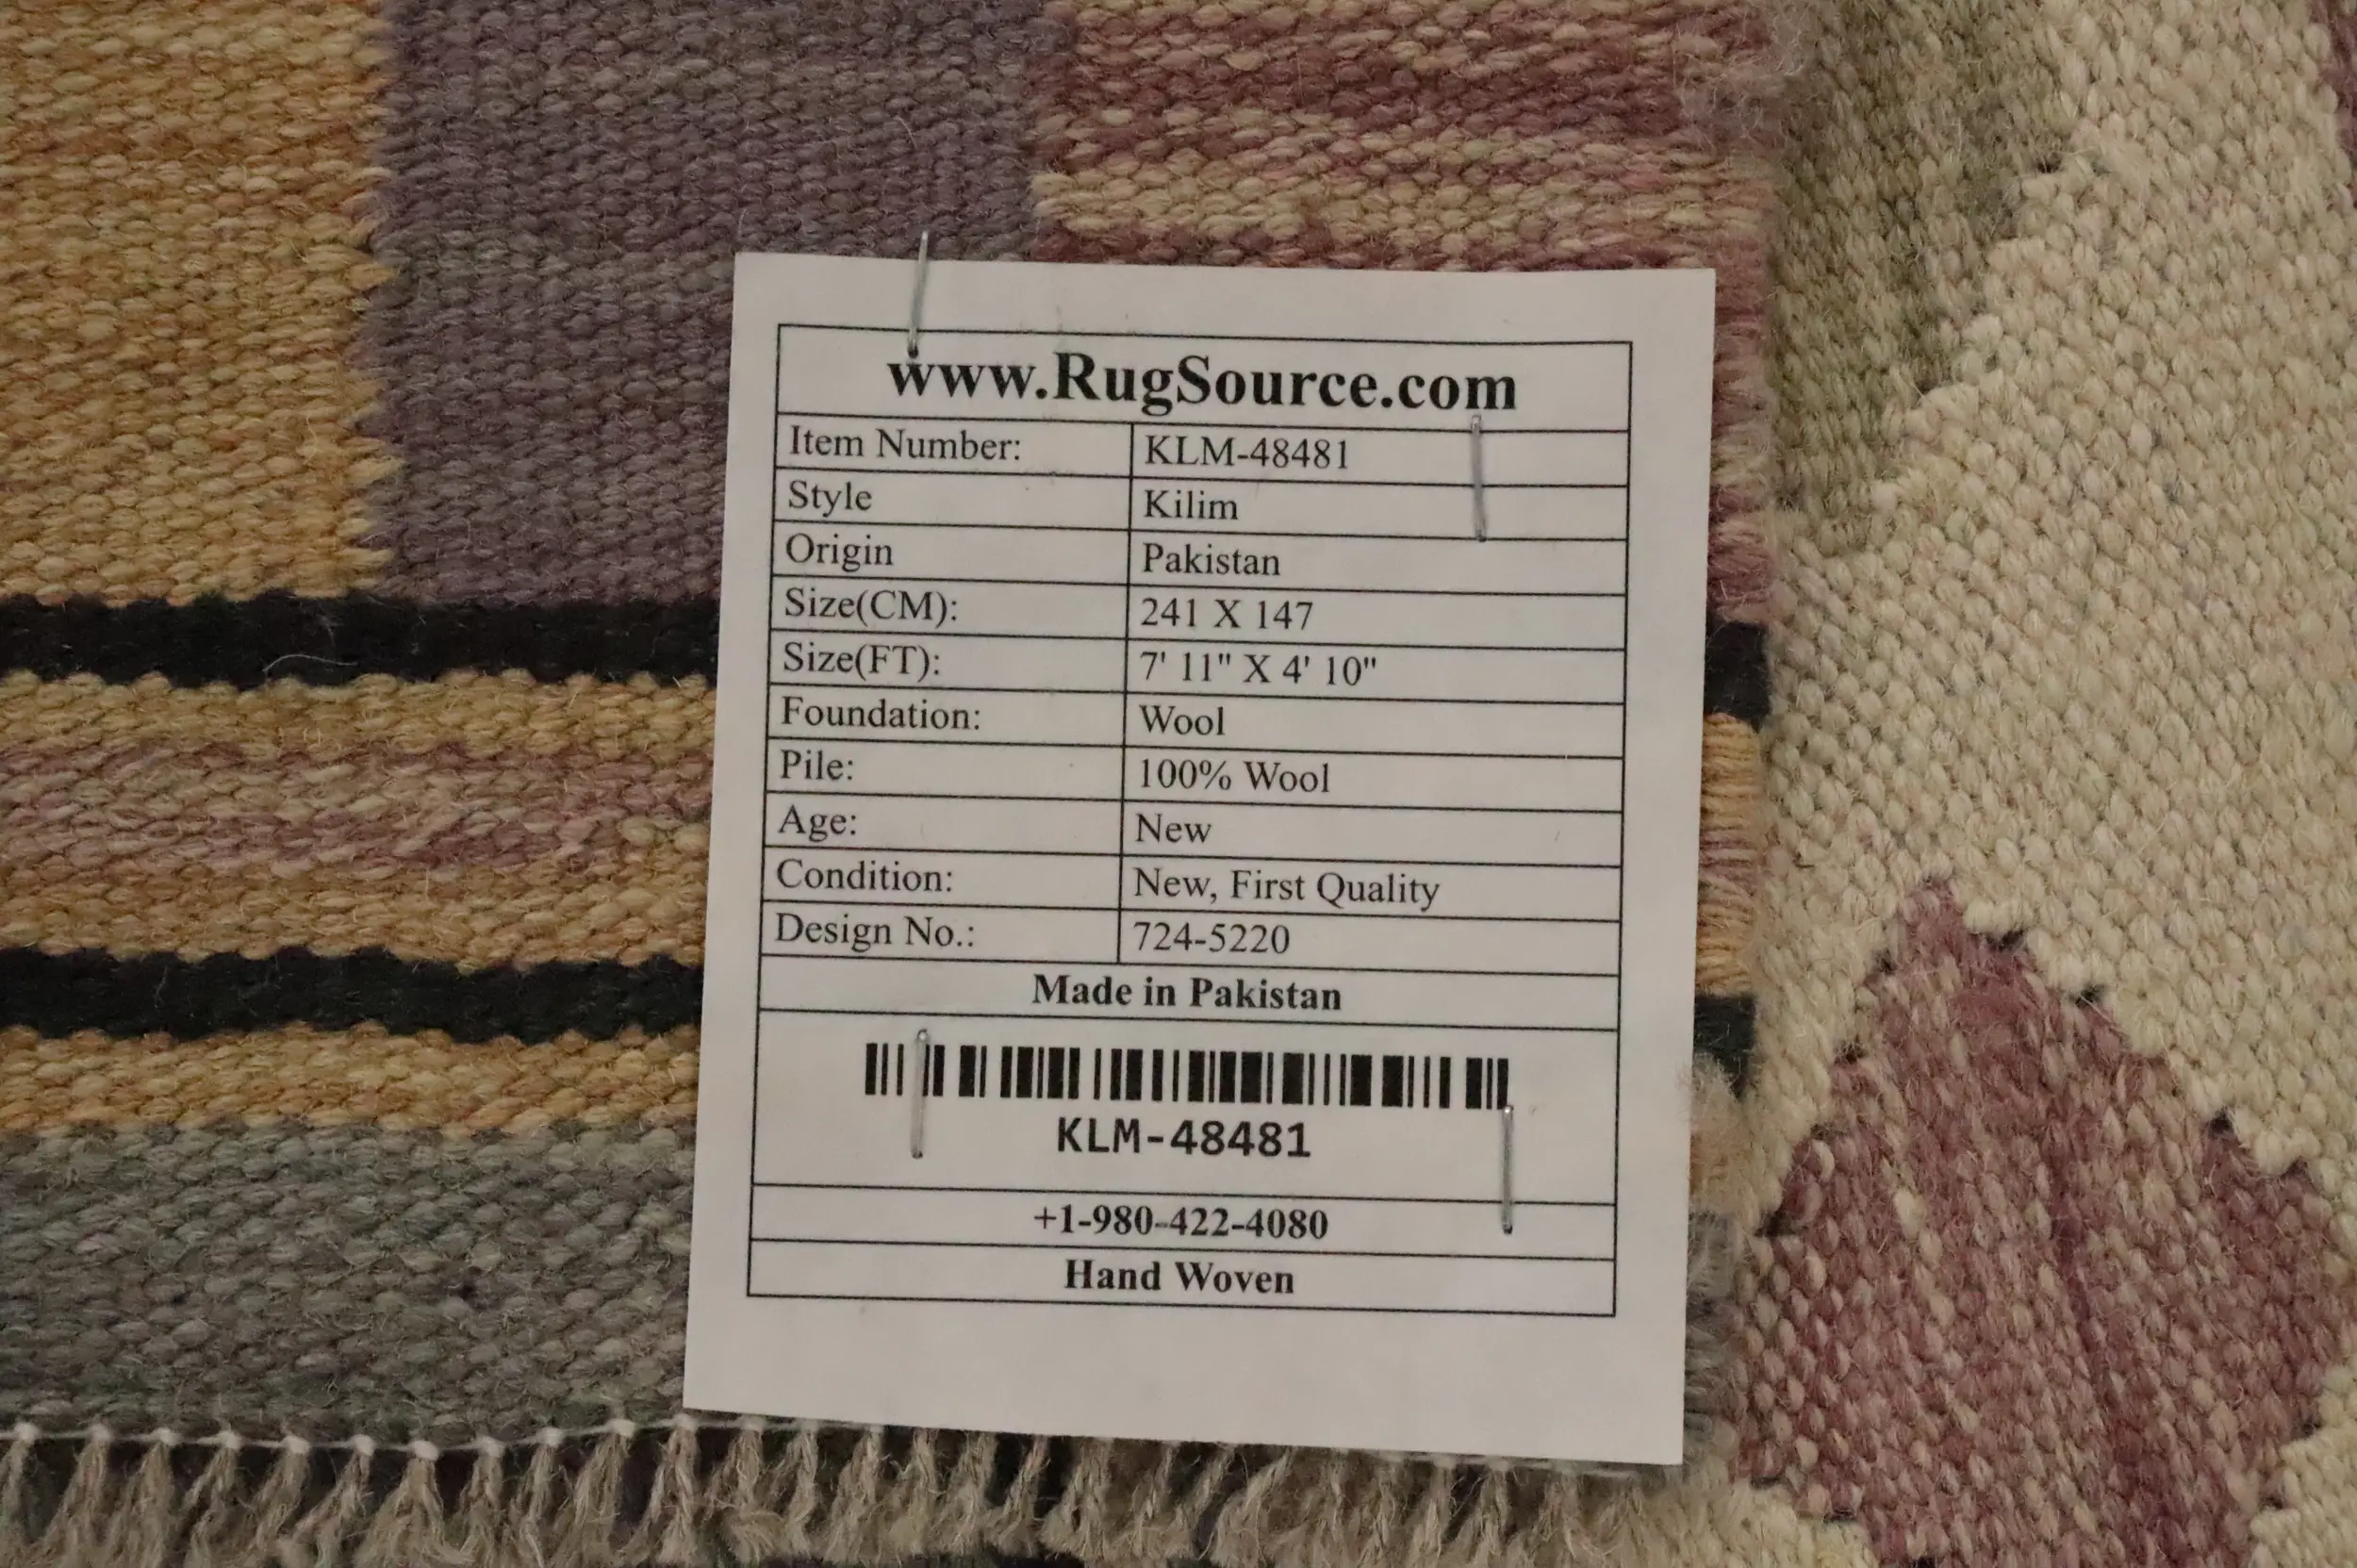 www.RugSource.com
Item Number: KLM-48481
Style Kilim
Origin Pakistan
Size(CM): 241 X 147
Size(FT): 7' 11" X 4' 10"
Foundation: Wool
Pile: 100% Wool
Age: New
Condition: New, First Quality
Design No.: 724-5220
Made in Pakistan
KLM-48481
+1-980-422-4080
Hand Woven